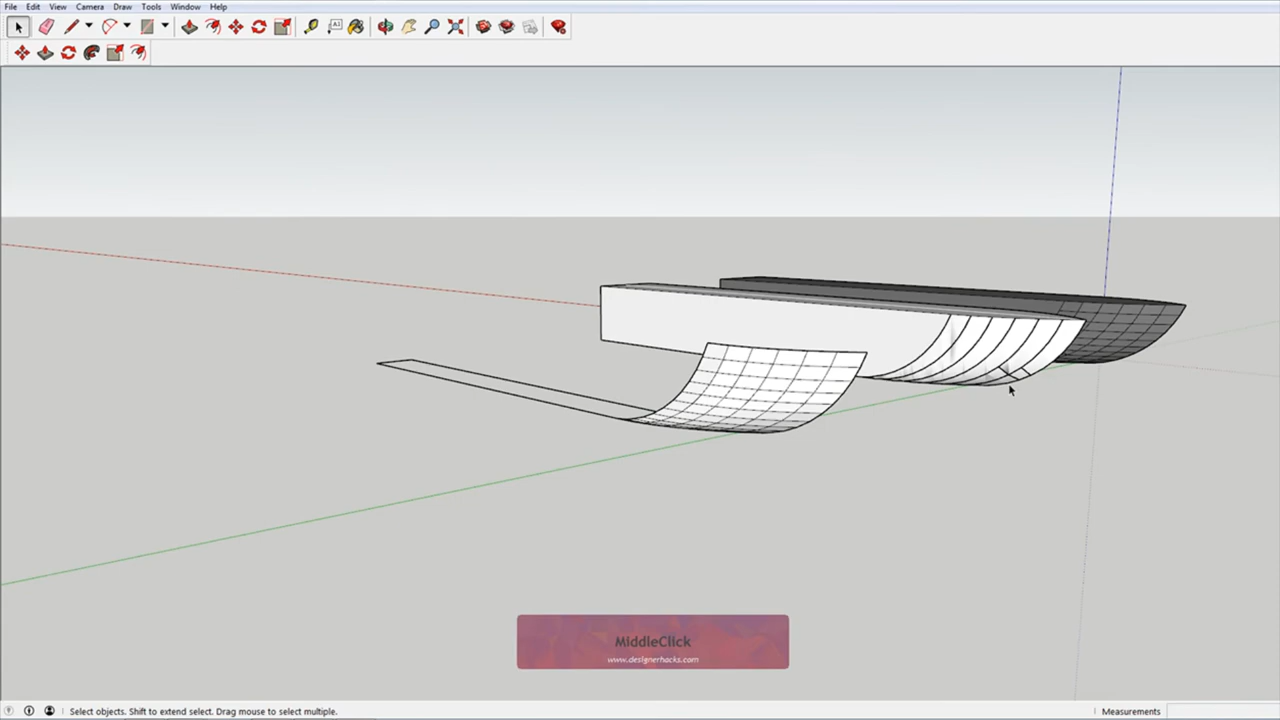 File Edit View Camera Draw Tools Window Help
A1
MiddleClick
www.designerhacks.com
Select objects. Shift to extend select. Drag mouse to select multiple.
Measurements